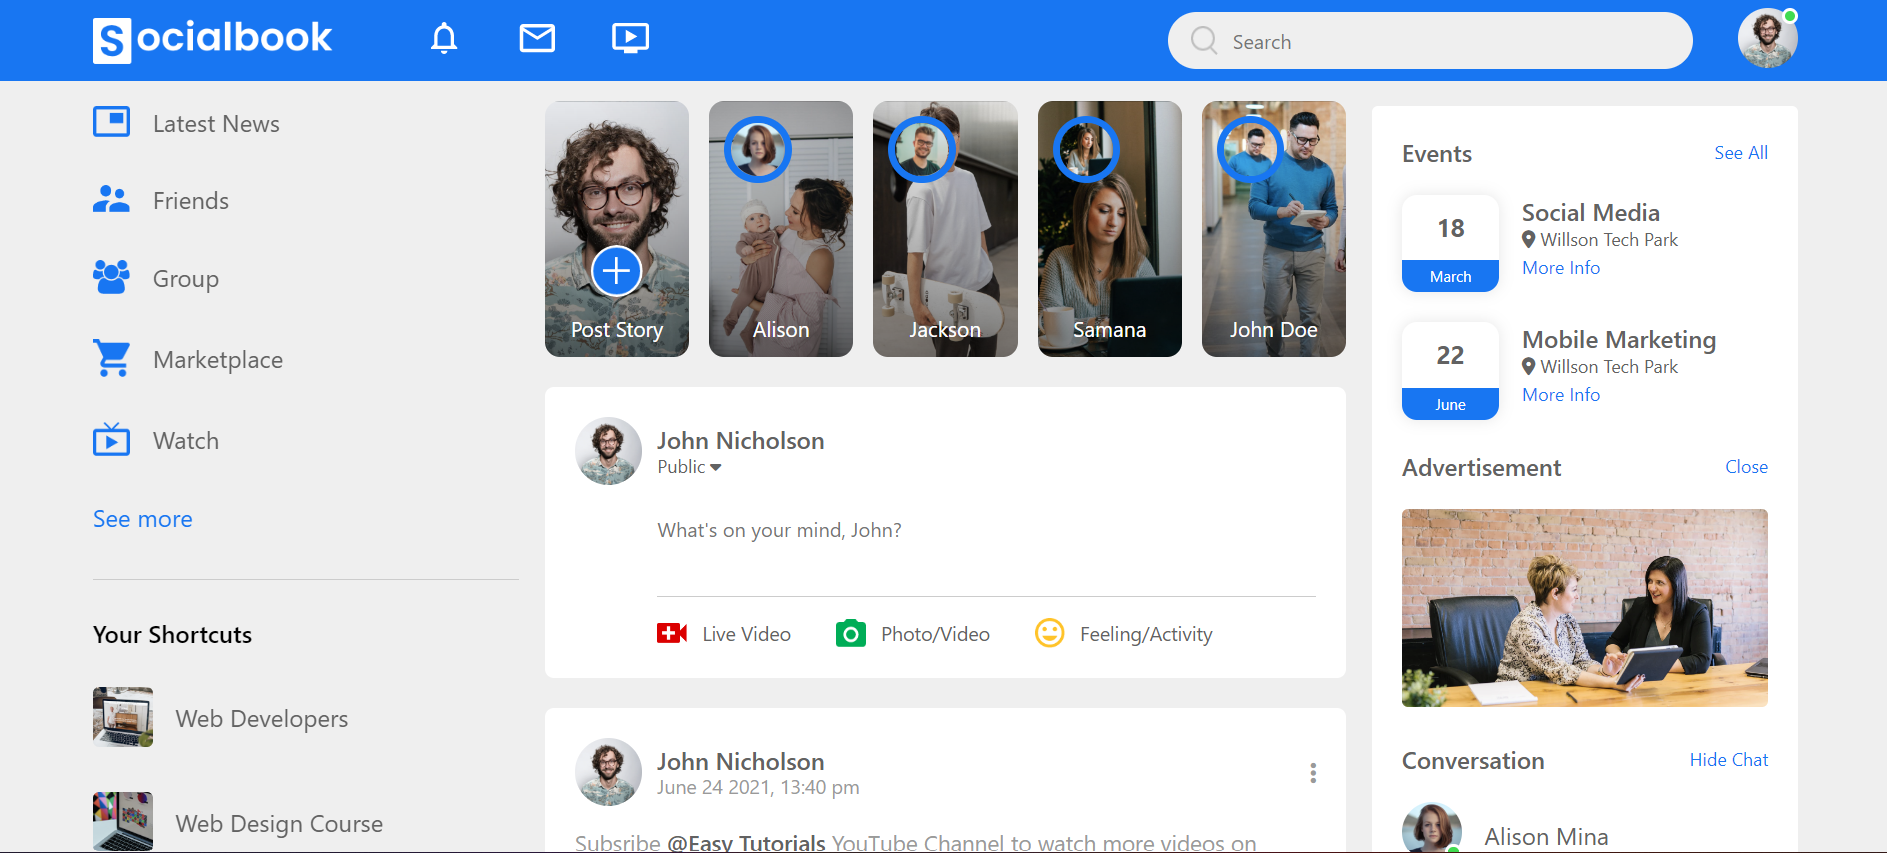 Socialbook
Search
Latest News
Friends
Group
Marketplace
Watch
See more
Your Shortcuts
Web Developers
Web Design Course
Post Story
Alison
Jackson
Samana
John Doe
John Nicholson
Public
What's on your mind, John?
Live Video
Photo/Video
Feeling/Activity
John Nicholson
June 24 2021, 13:40 pm
Subsribe @Easy Tutorials YouTube Channel to watch more videos on
Events
See All
18
March
Social Media
Willson Tech Park
More Info
22
June
Mobile Marketing
Willson Tech Park
More Info
Advertisement
Close
Conversation
Hide Chat
Alison Mina